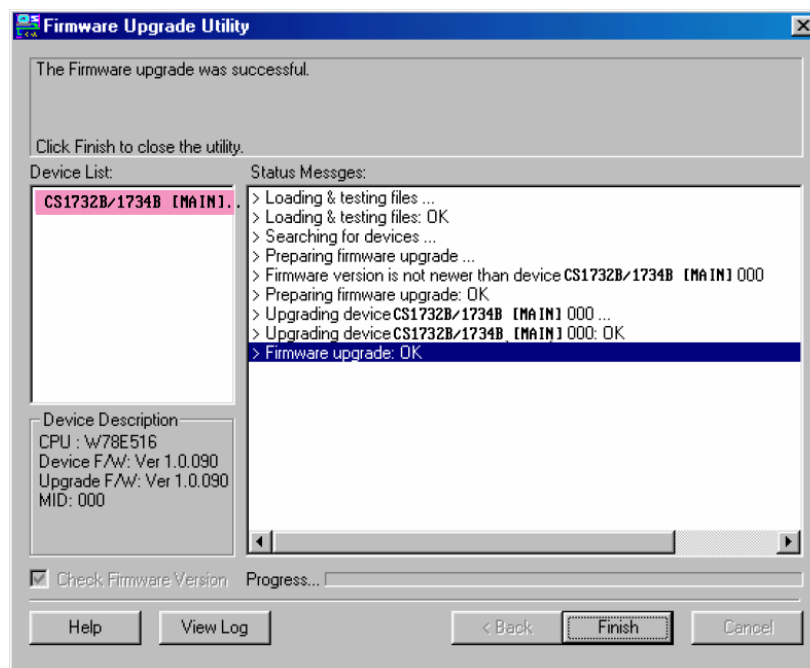 Firmware Upgrade Utility
The Firmware upgrade was successful.
Click Finish to close the utility.
Device List:
CS1732B/1734B [MAIN]...
Status Messges:
> Loading & testing files ...
> Loading & testing files: OK
> Searching for devices ...
> Preparing firmware upgrade ...
> Firmware version is not newer than device CS1732B/1734B [MAIN] 000
> Preparing firmware upgrade: OK
> Upgrading device CS1732B/1734B [MAIN] 000 ...
> Upgrading device CS1732B/1734B [MAIN] 000: OK
> Firmware upgrade: OK
Device Description
CPU : W78E516
Device F/W: Ver 1.0.090
Upgrade F/W: Ver 1.0.090
MID: 000
Check Firmware Version
Progress...
Help
View Log
< Back
Finish
Cancel